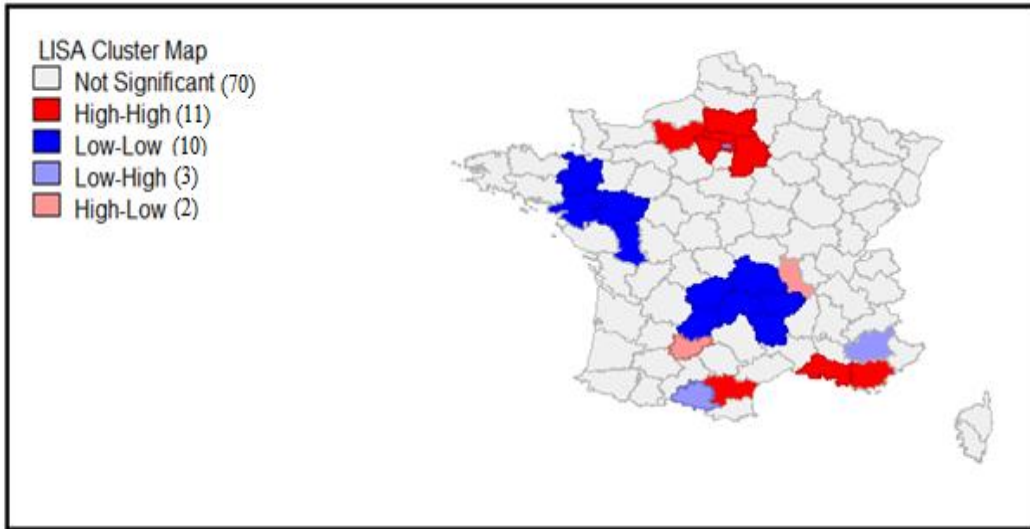 LISA Cluster Map
Not Significant (70)
High-High (11)
Low-Low (10)
Low-High (3)
High-Low (2)